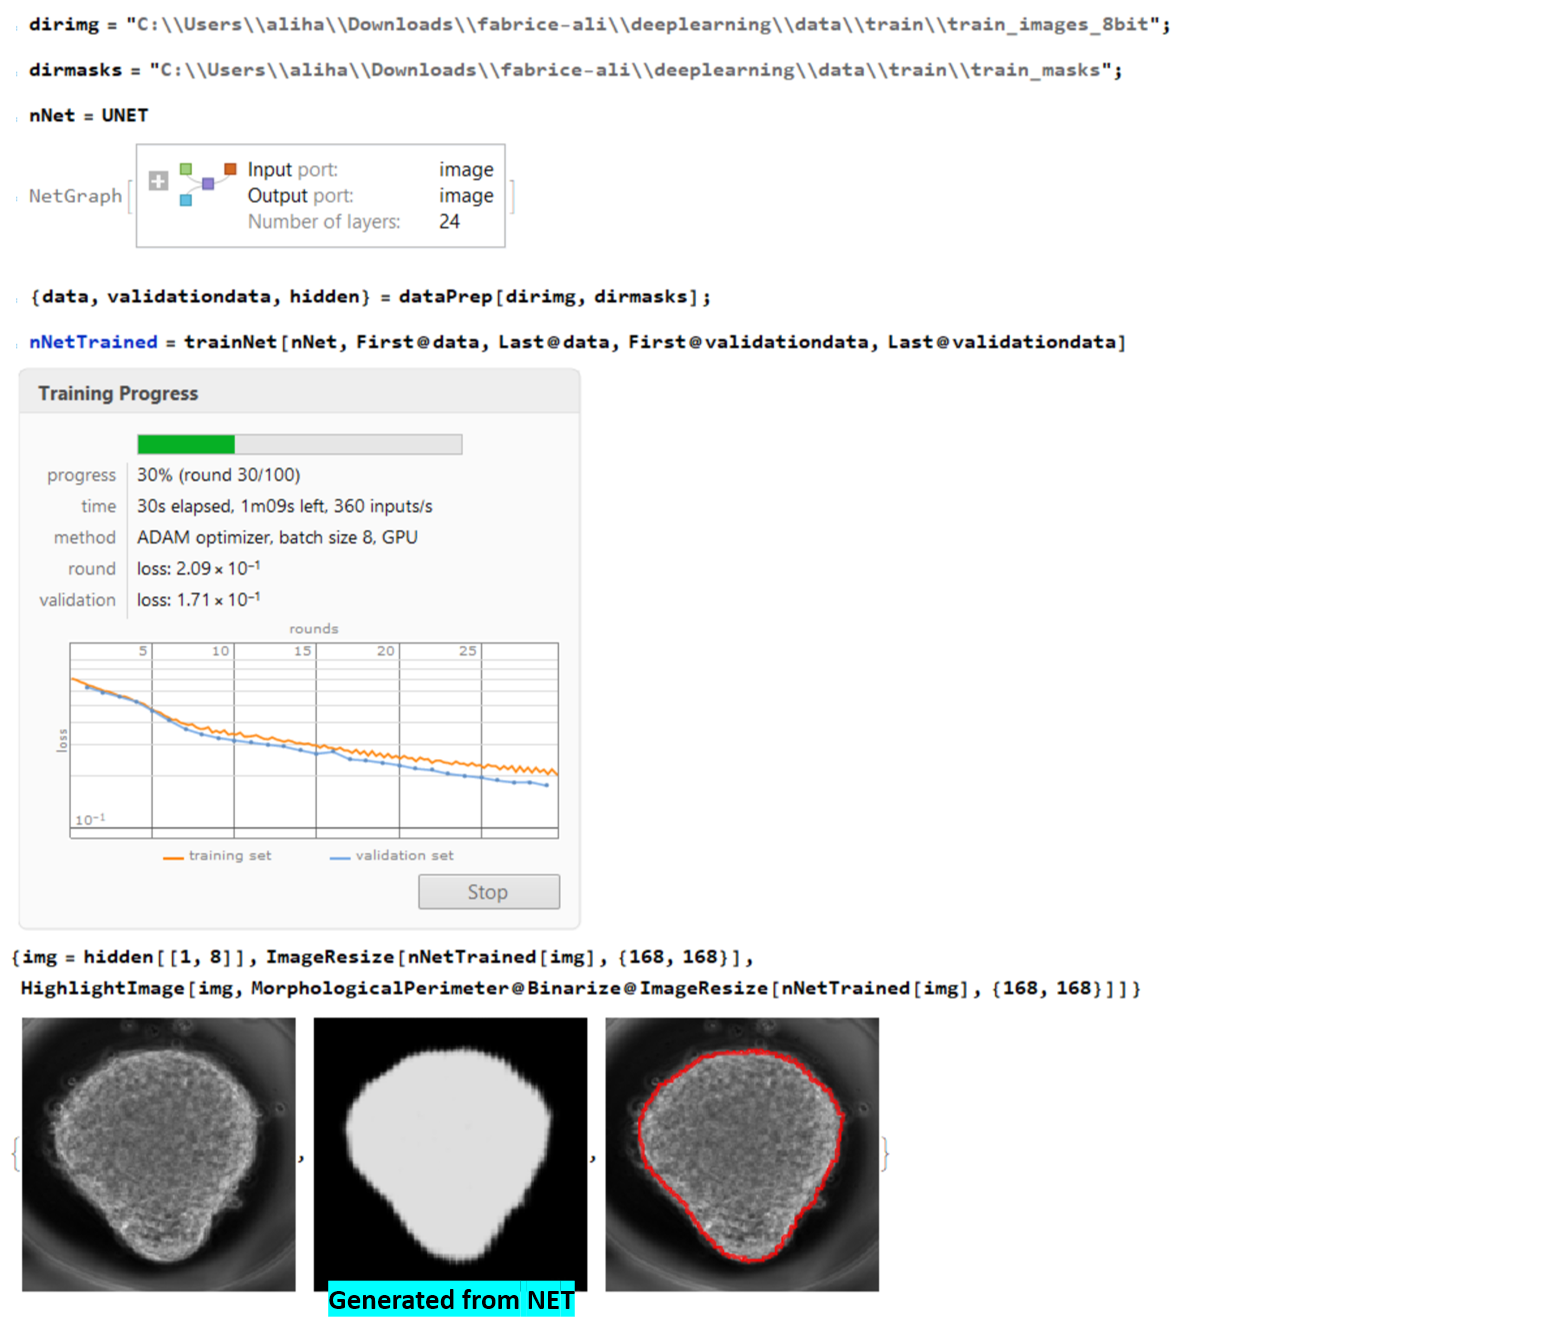 dirimg = "C:\\Users\\aliha\\Downloads\\fabrice-ali\\deeplearning\\data\\train\\train_images_8bit";
dirmasks = "C:\\Users\\aliha\\Downloads\\fabrice-ali\\deeplearning\\data\\train\\train_masks";
nNet = UNET
NetGraph[
Input port: image
Output port: image
Number of layers: 24
]
{data, validationdata, hidden} = dataPrep[dirimg, dirmasks];
nNetTrained = trainNet[nNet, First@data, Last@data, First@validationdata, Last@validationdata]
Training Progress
progress 30% (round 30/100)
time 30s elapsed, 1m09s left, 360 inputs/s
method ADAM optimizer, batch size 8, GPU
round loss: 2.09 × 10⁻¹
validation loss: 1.71 × 10⁻¹
rounds
5 10 15 20 25
loss
10⁻¹
training set validation set
Stop
{img = hidden[[1, 8]], ImageResize[nNetTrained[img], {168, 168}],
HighlightImage[img, MorphologicalPerimeter@Binarize@ImageResize[nNetTrained[img], {168, 168}]]}
{ , , }
Generated from NET